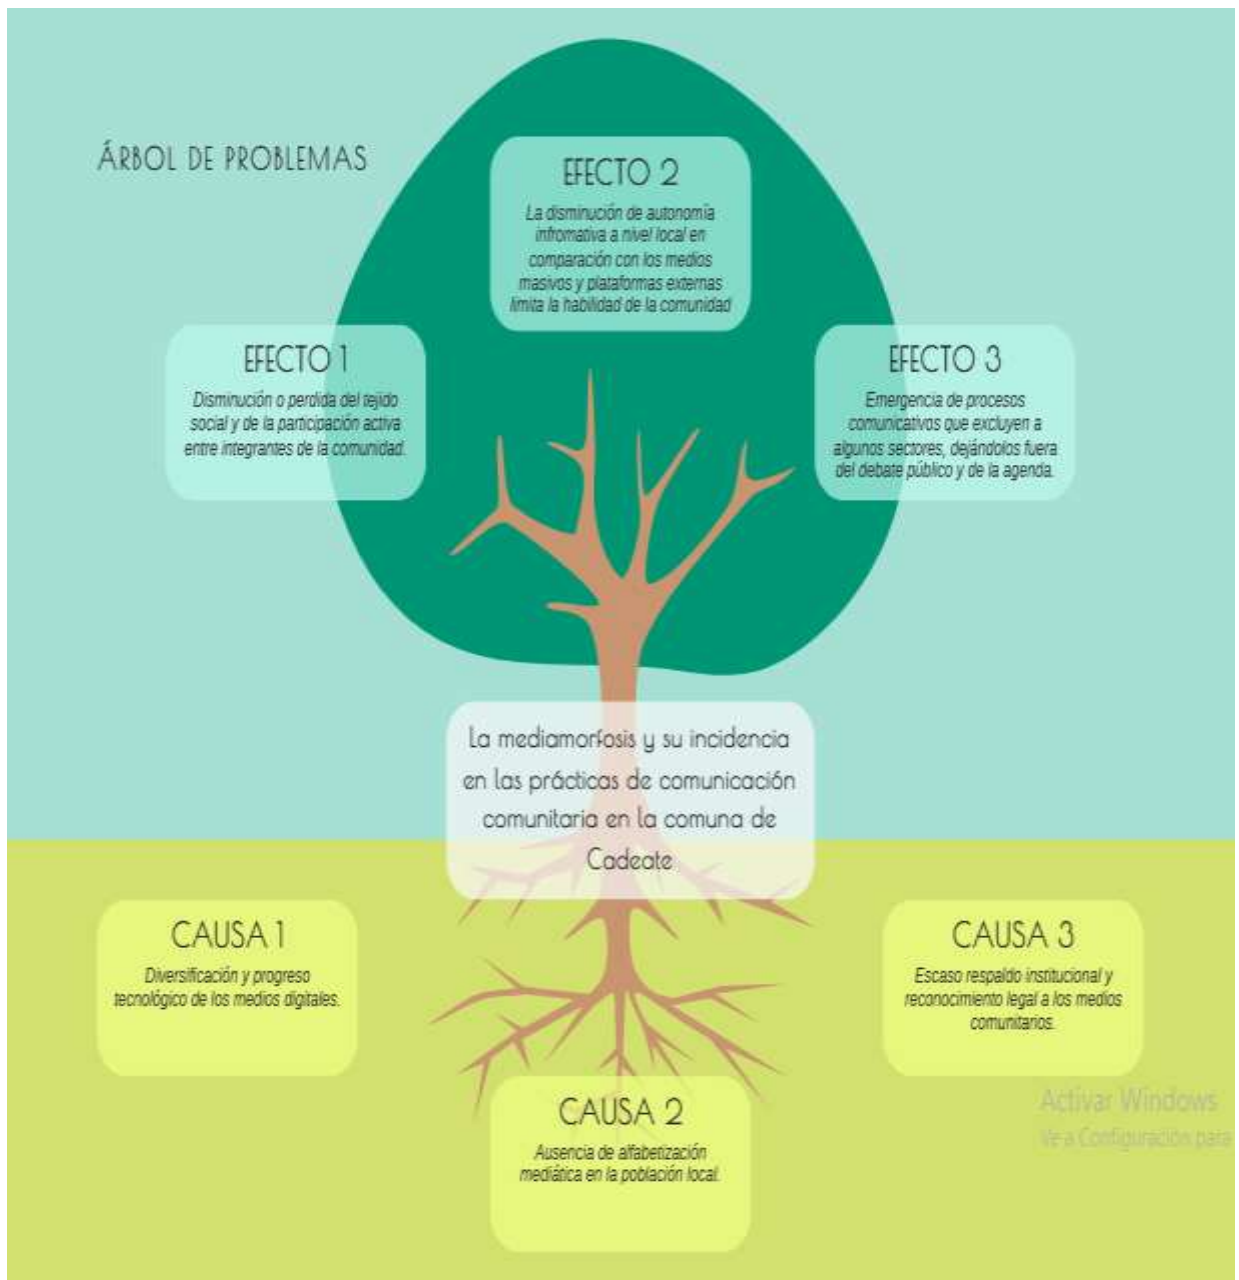 ÁRBOL DE PROBLEMAS
EFECTO 2
La disminución de autonomía
infromativa a nivel local en
comparación con los medios
masivos y plataformas externas
limita la habilidad de la comunidad
EFECTO 1
Disminución o perdida del tejido
social y de la participación activa
entre integrantes de la comunidad.
EFECTO 3
Emergencia de procesos
comunicativos que excluyen a
algunos sectores, dejándolos fuera
del debate público y de la agenda.
La mediamorfosis y su incidencia
en las prácticas de comunicación
comunitaria en la comuna de
Cadeate
CAUSA 1
Diversificación y progreso
tecnológico de los medios digitales.
CAUSA 3
Escaso respaldo institucional y
reconocimiento legal a los medios
comunitarios.
CAUSA 2
Ausencia de alfabetización
mediática en la población local.
Activar Windows
Ve a Configuración para